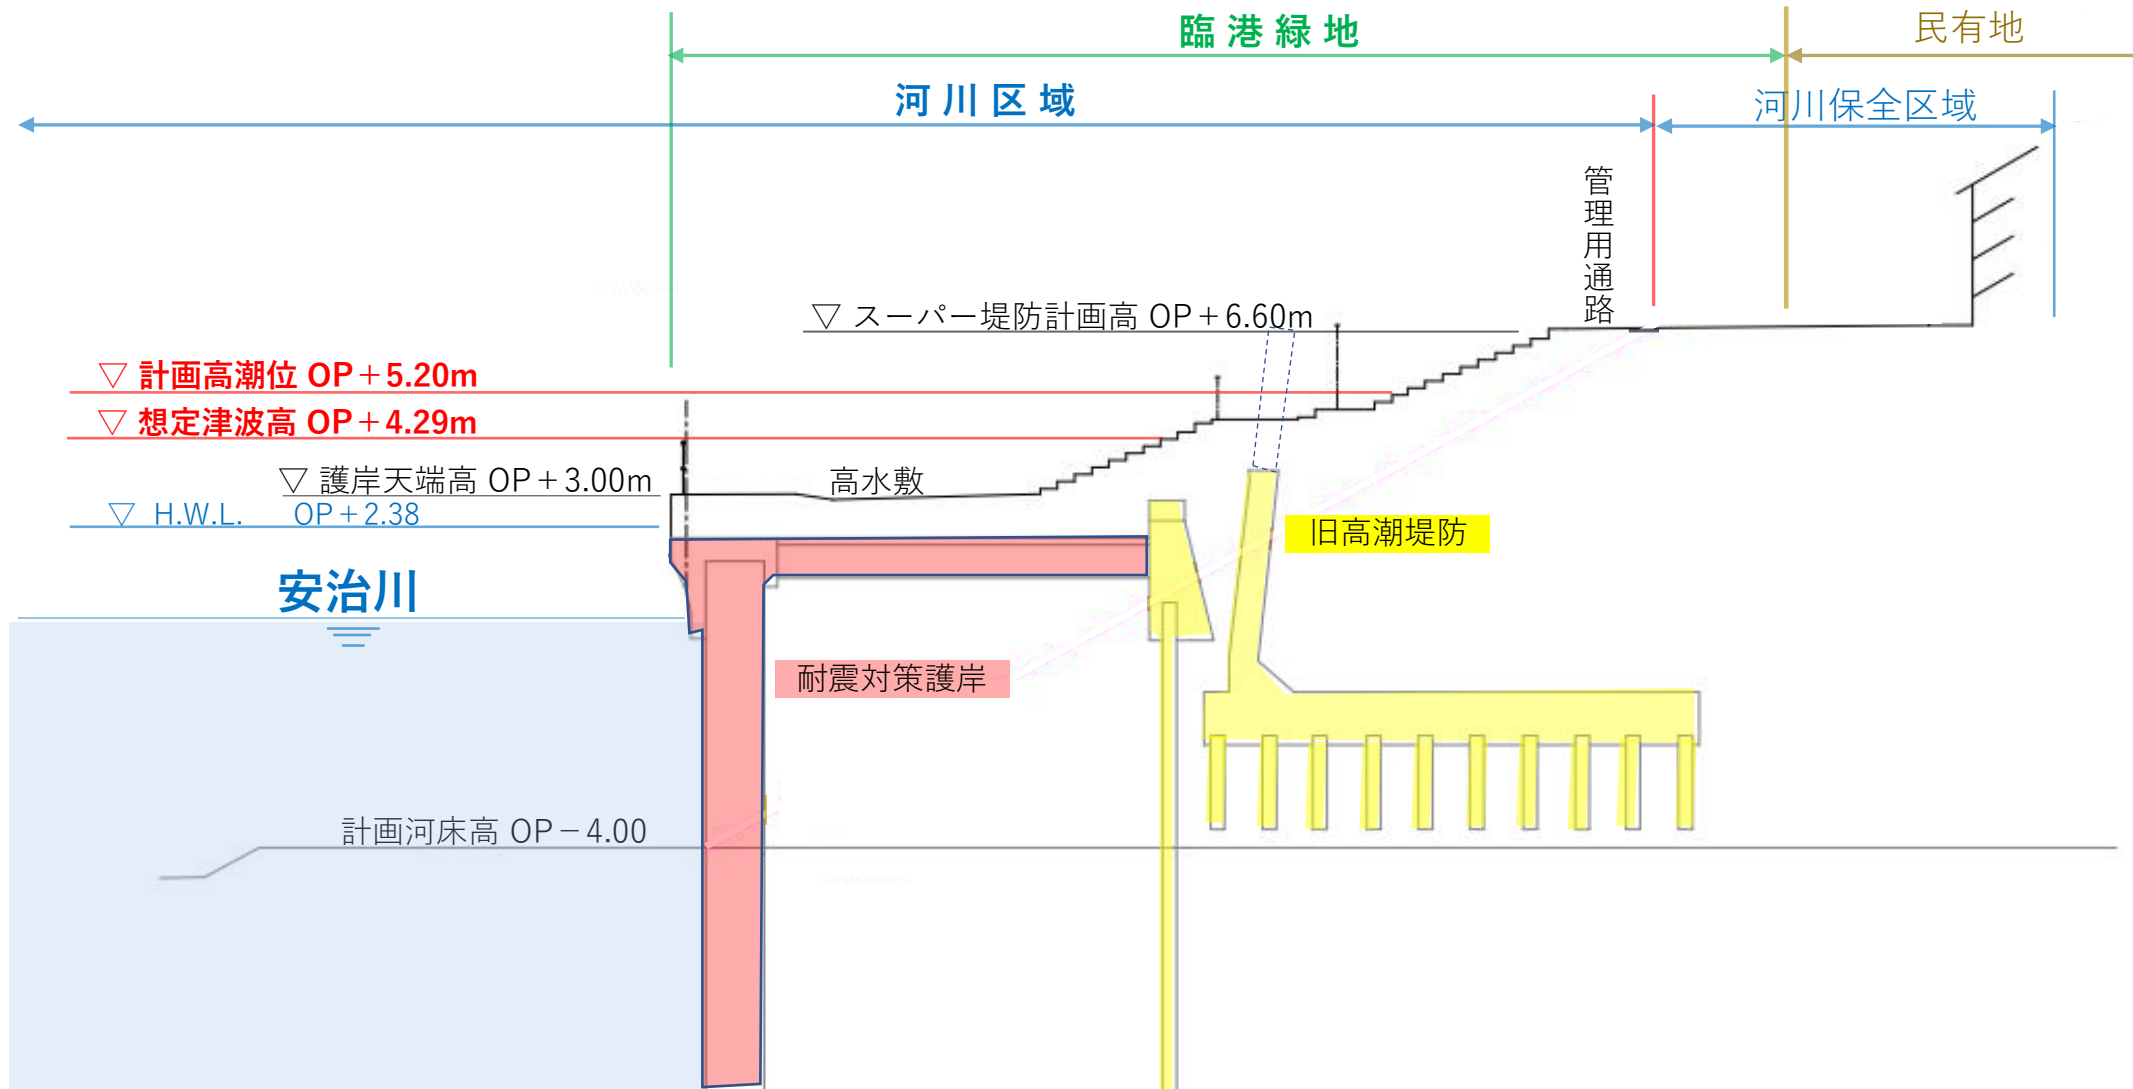 臨港緑地
民有地
河川区域
河川保全区域
管理用通路
▽ スーパー堤防計画高 OP+6.60m
▽ 計画高潮位 OP+5.20m
▽ 想定津波高 OP+4.29m
▽ 護岸天端高 OP+3.00m
高水敷
▽ H.W.L. OP+2.38
旧高潮堤防
安治川
耐震対策護岸
計画河床高 OP-4.00